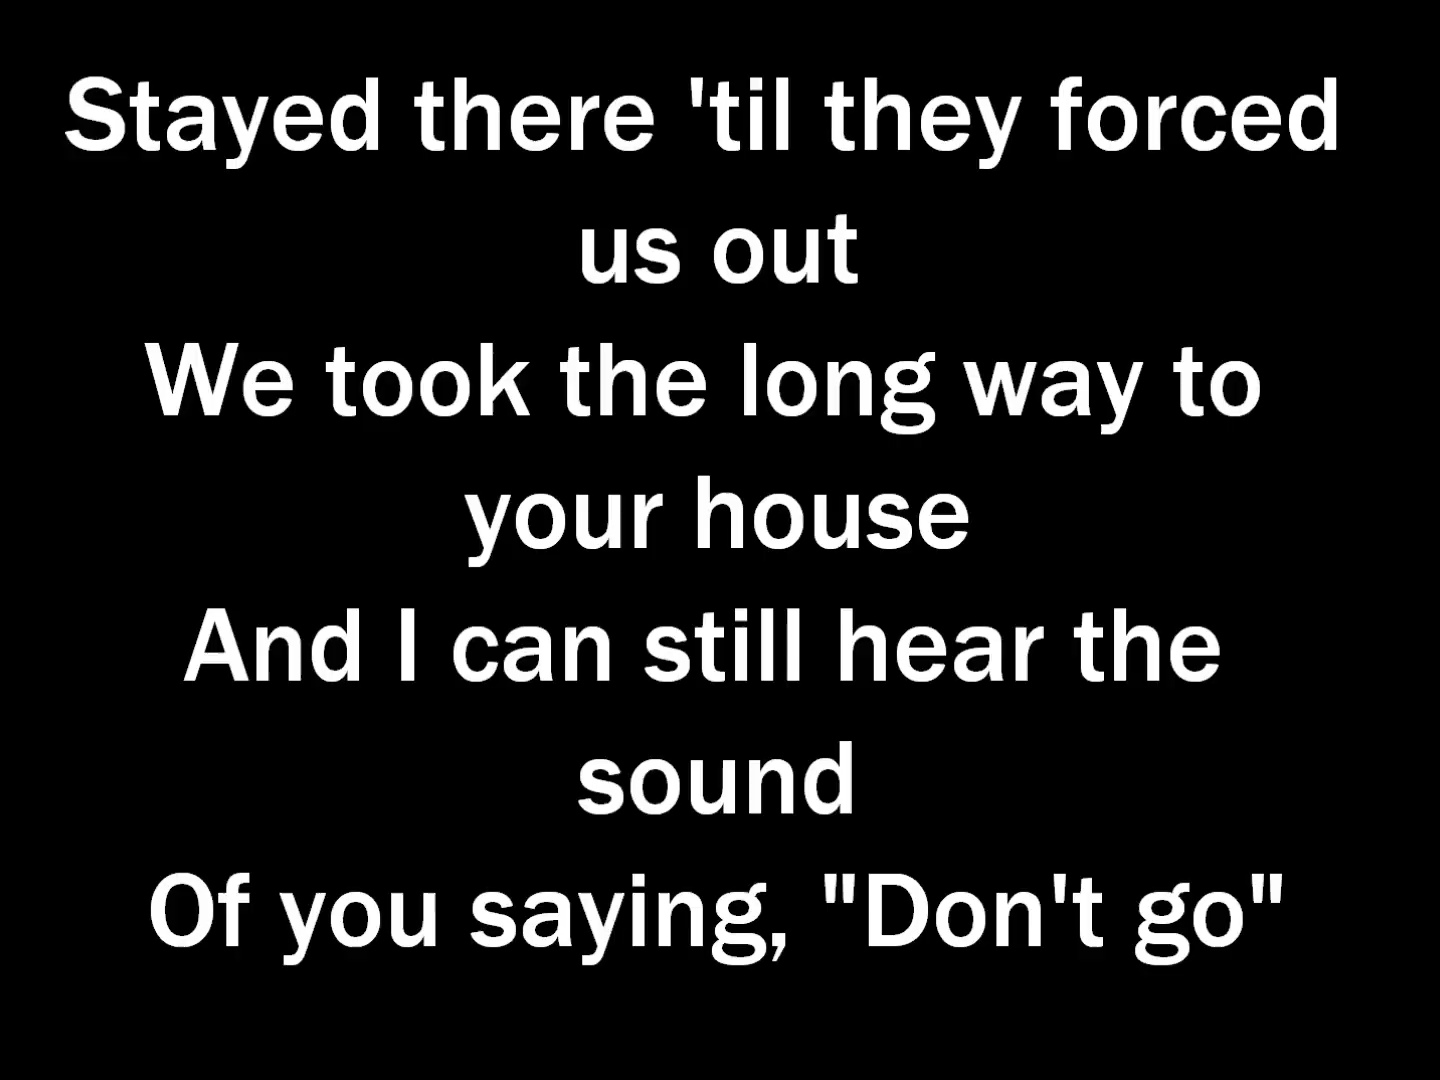 Stayed there 'til they forced
us out
We took the long way to
your house
And I can still hear the
sound
Of you saying, "Don't go"